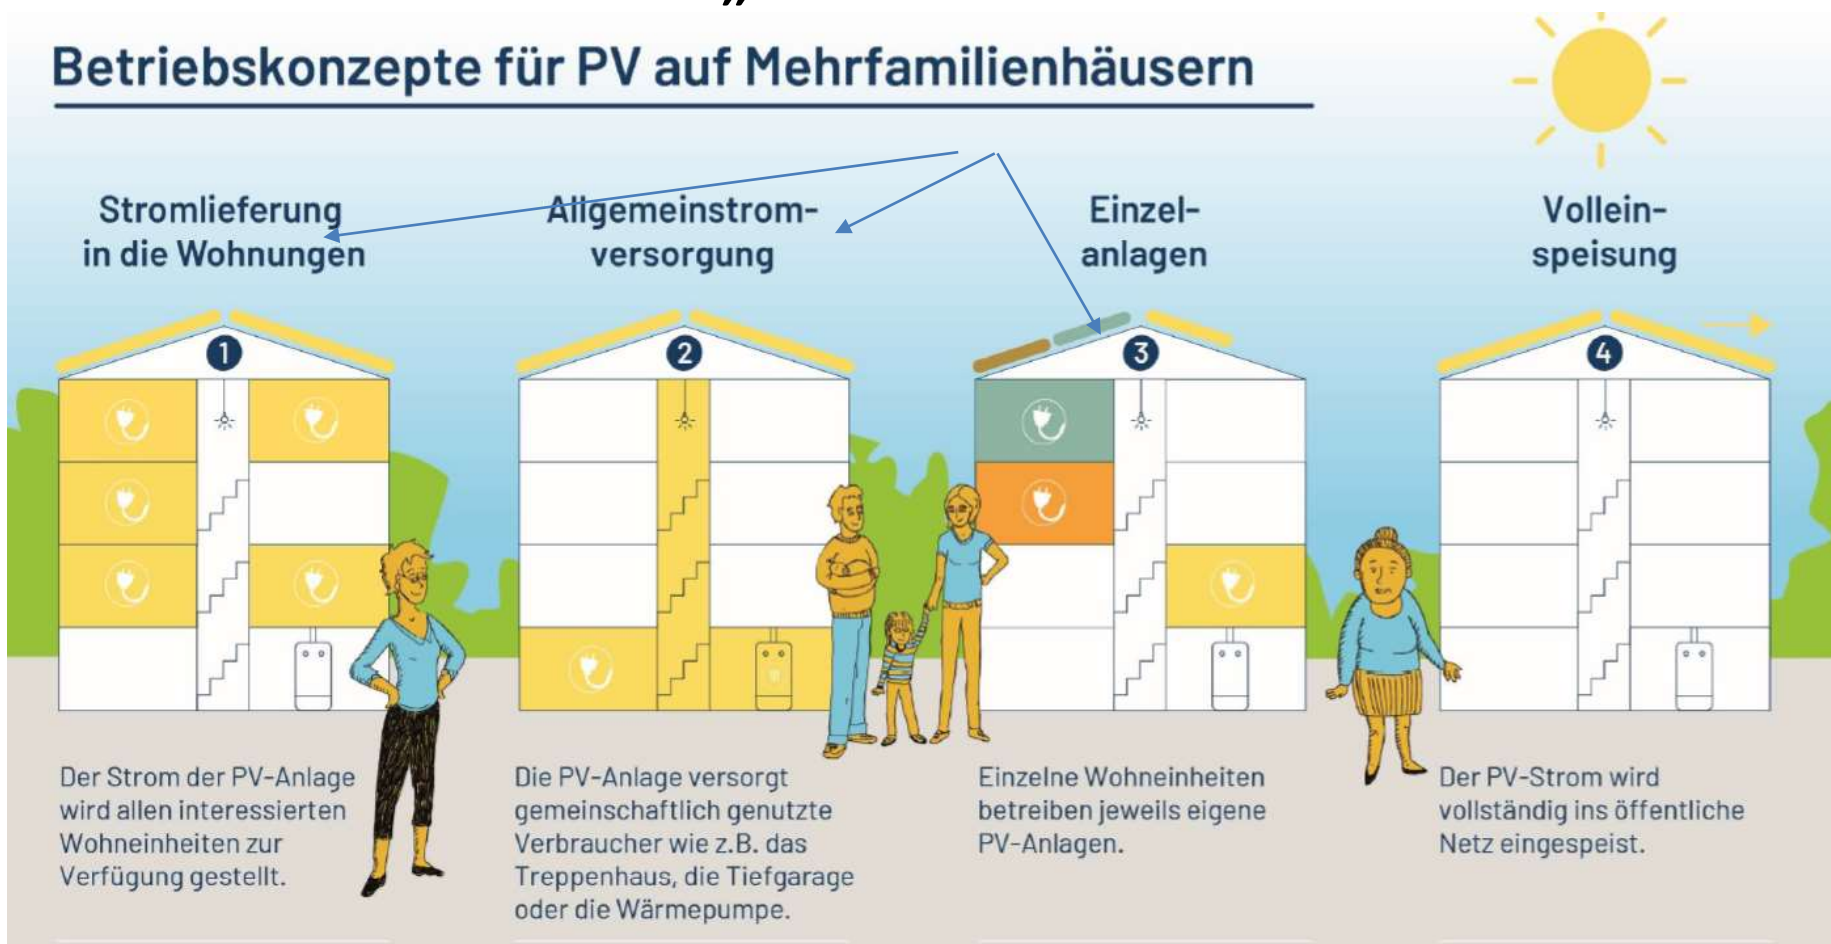 „
Betriebskonzepte für PV auf Mehrfamilienhäusern
Stromlieferung
in die Wohnungen
Allgemeinstrom-
versorgung
Einzel-
anlagen
Vollein-
speisung
1
2
3
4
Der Strom der PV-Anlage
wird allen interessierten
Wohneinheiten zur
Verfügung gestellt.
Die PV-Anlage versorgt
gemeinschaftlich genutzte
Verbraucher wie z.B. das
Treppenhaus, die Tiefgarage
oder die Wärmepumpe.
Einzelne Wohneinheiten
betreiben jeweils eigene
PV-Anlagen.
Der PV-Strom wird
vollständig ins öffentliche
Netz eingespeist.